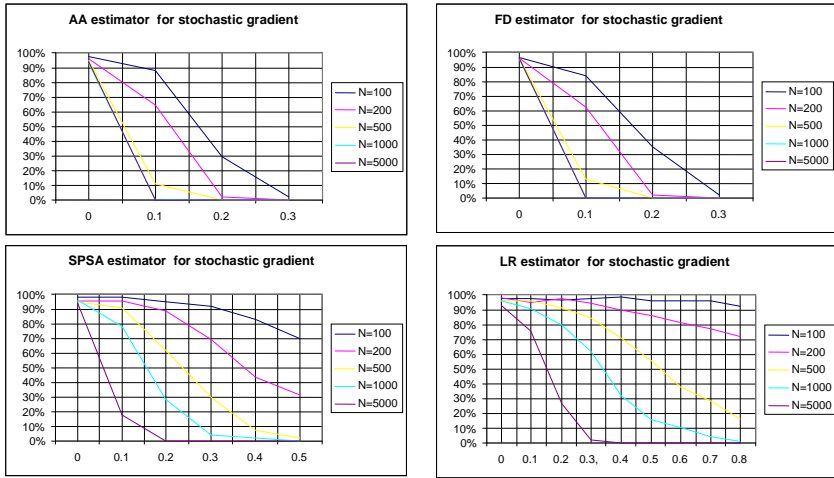 AA estimator for stochastic gradient
100%
90%
80%
70%
60%
50%
40%
30%
20%
10%
0%
0 0.1 0.2 0.3
N=100
N=200
N=500
N=1000
N=5000
FD estimator for stochastic gradient
100%
90%
80%
70%
60%
50%
40%
30%
20%
10%
0%
0 0.1 0.2 0.3
N=100
N=200
N=500
N=1000
N=5000
SPSA estimator for stochastic gradient
100%
90%
80%
70%
60%
50%
40%
30%
20%
10%
0%
0 0.1 0.2 0.3 0.4 0.5
N=100
N=200
N=500
N=1000
N=5000
LR estimator for stochastic gradient
100%
90%
80%
70%
60%
50%
40%
30%
20%
10%
0%
0 0.1 0.2 0.3, 0.4 0.5 0.6 0.7 0.8
N=100
N=200
N=500
N=1000
N=5000